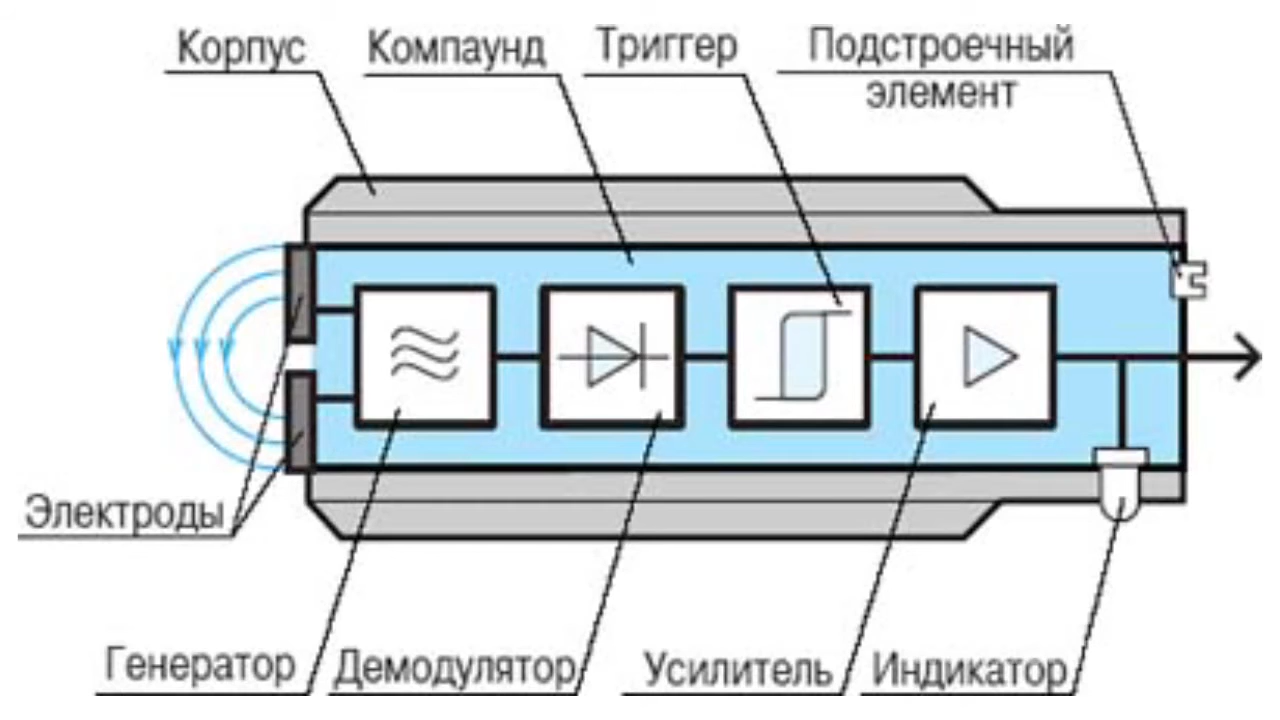 Корпус
Компаунд
Триггер
Подстроечный
элемент
Электроды
Генератор
Демодулятор
Усилитель
Индикатор